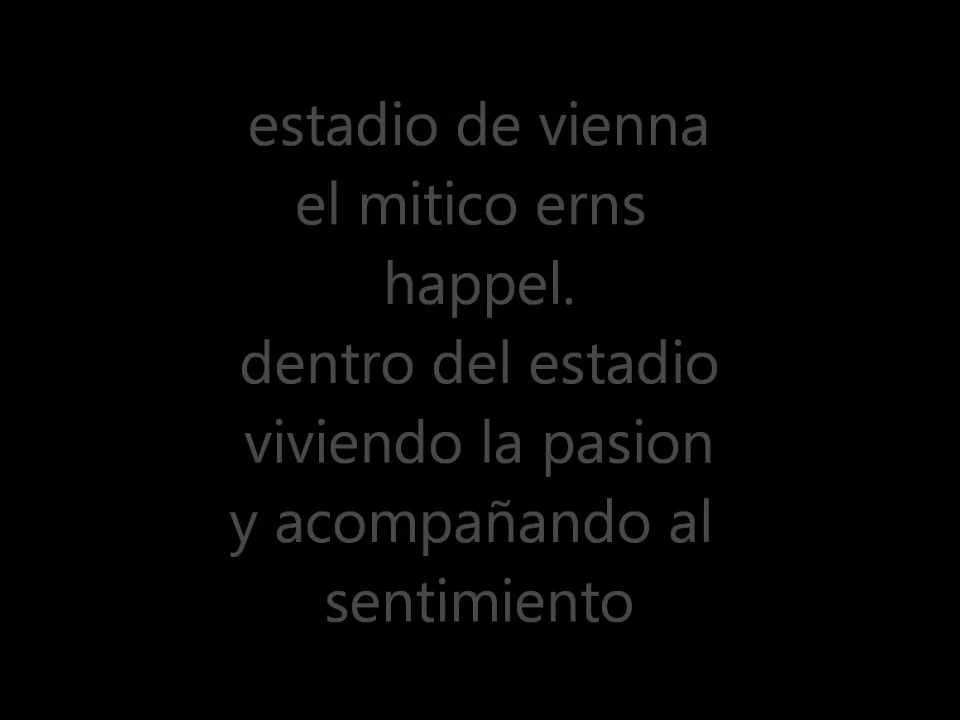 estadio de vienna
el mitico erns
happel.
dentro del estadio
viviendo la pasion
y acompañando al
sentimiento